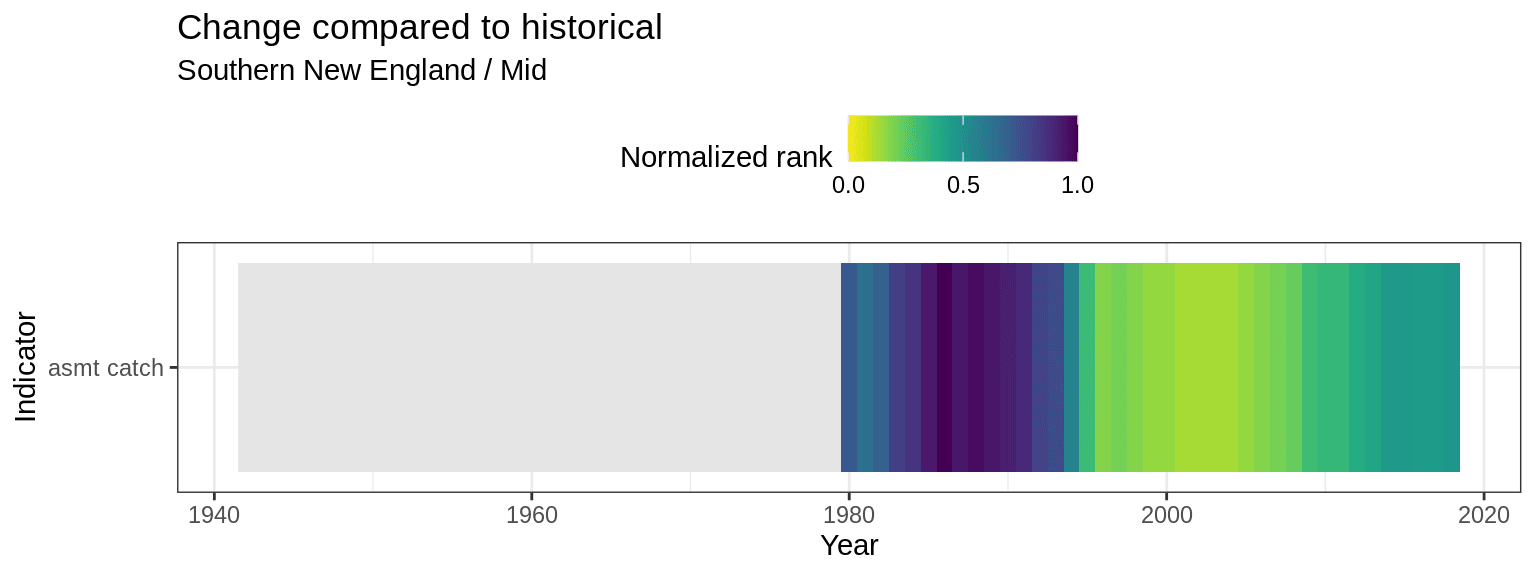 Change compared to historical
Southern New England / Mid
Normalized rank
0.0 0.5 1.0
Indicator
asmt catch
1940 1960 1980 2000 2020
Year